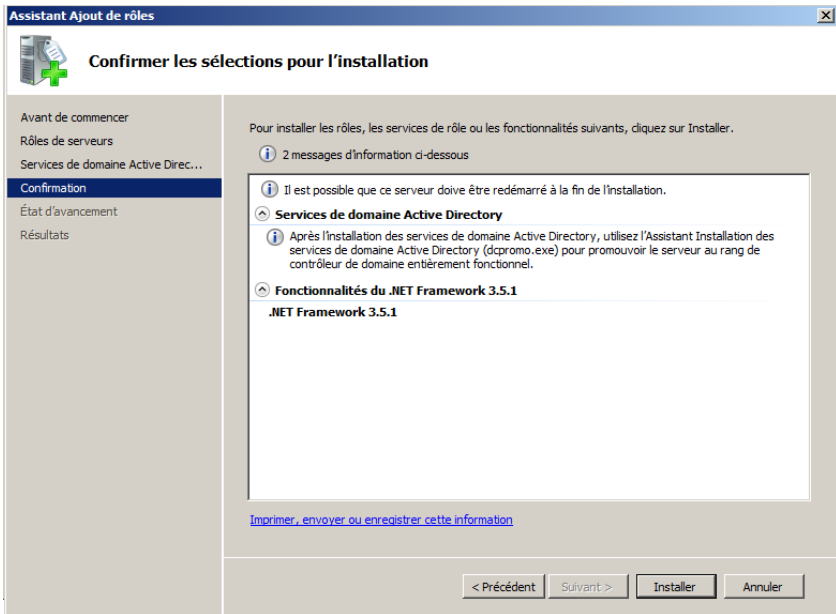 Assistant Ajout de rôles
Confirmer les sélections pour l'installation
Avant de commencer
Rôles de serveurs
Services de domaine Active Direc...
Confirmation
État d'avancement
Résultats
Pour installer les rôles, les services de rôle ou les fonctionnalités suivants, cliquez sur Installer.
2 messages d'information ci-dessous
Il est possible que ce serveur doive être redémarré à la fin de l'installation.
Services de domaine Active Directory
Après l'installation des services de domaine Active Directory, utilisez l'Assistant Installation des
services de domaine Active Directory (dcpromo.exe) pour promouvoir le serveur au rang de
contrôleur de domaine entièrement fonctionnel.
Fonctionnalités du .NET Framework 3.5.1
.NET Framework 3.5.1
Imprimer, envoyer ou enregistrer cette information
< Précédent
Suivant >
Installer
Annuler